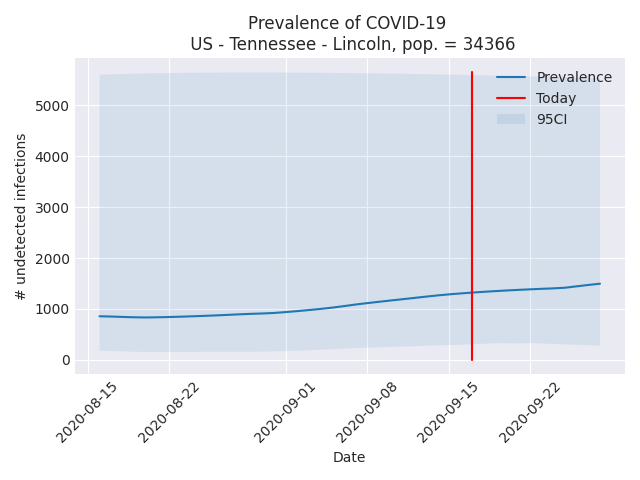 Prevalence of COVID-19
US - Tennessee - Lincoln, pop. = 34366
# undetected infections
5000
4000
3000
2000
1000
0
Prevalence
Today
95CI
2020-08-15
2020-08-22
2020-09-01
2020-09-08
2020-09-15
2020-09-22
Date